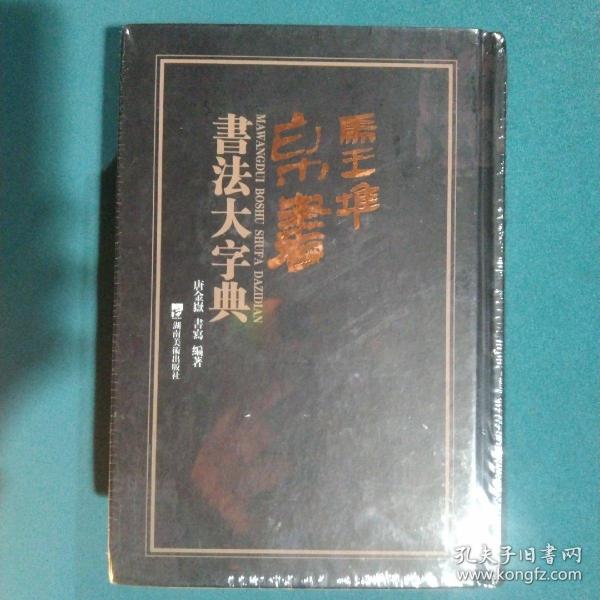 馬王堆
帛書
MAWANGDUI BOSHU SHUFA DAZIDIAN
書法大字典
唐金嶽 書寫 編著
湖南美術出版社
孔夫子旧书网
www.kongfz.com